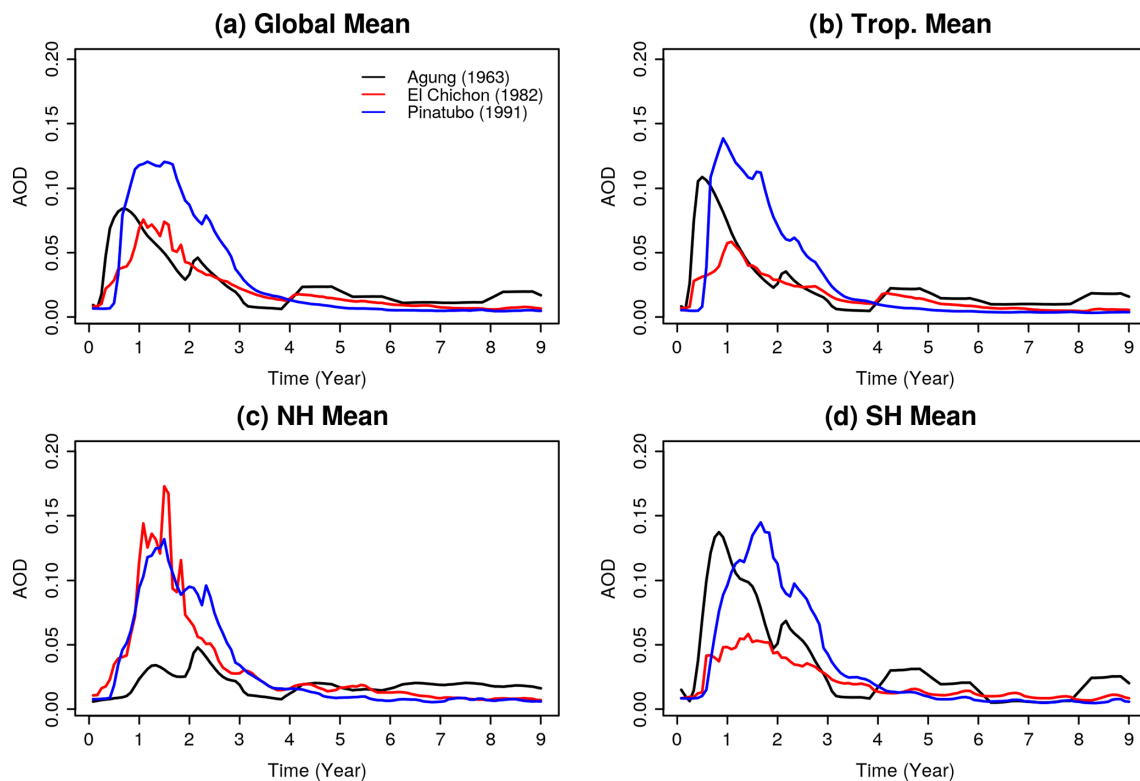 (a) Global Mean
AOD
0.20
0.15
0.10
0.05
0.00
Agung (1963)
El Chichon (1982)
Pinatubo (1991)
0 1 2 3 4 5 6 7 8 9
Time (Year)
(b) Trop. Mean
AOD
0.20
0.15
0.10
0.05
0.00
0 1 2 3 4 5 6 7 8 9
Time (Year)
(c) NH Mean
AOD
0.20
0.15
0.10
0.05
0.00
0 1 2 3 4 5 6 7 8 9
Time (Year)
(d) SH Mean
AOD
0.20
0.15
0.10
0.05
0.00
0 1 2 3 4 5 6 7 8 9
Time (Year)